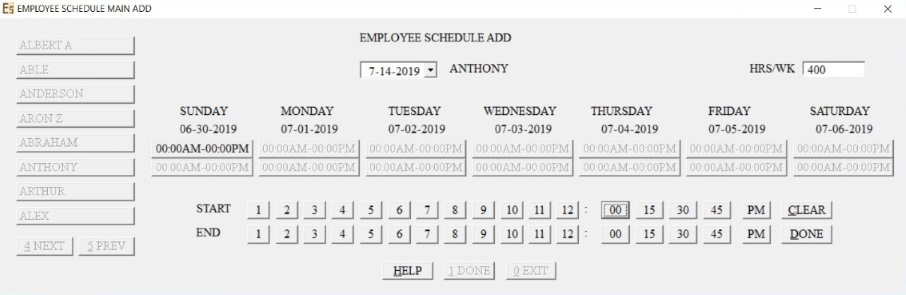 Es EMPLOYEE SCHEDULE MAIN ADD
EMPLOYEE SCHEDULE ADD
7-14-2019 ANTHONY HRS/WK 400
ALBERT A
ABLE
ANDERSON
ARON Z
ABRAHAM
ANTHONY
ARTHUR
ALEX
4 NEXT 5 PREV
SUNDAY MONDAY TUESDAY WEDNESDAY THURSDAY FRIDAY SATURDAY
06-30-2019 07-01-2019 07-02-2019 07-03-2019 07-04-2019 07-05-2019 07-06-2019
00:00AM-00:00PM 00:00AM-00:00PM 00:00AM-00:00PM 00:00AM-00:00PM 00:00AM-00:00PM 00:00AM-00:00PM 00:00AM-00:00PM
00:00AM-00:00PM 00:00AM-00:00PM 00:00AM-00:00PM 00:00AM-00:00PM 00:00AM-00:00PM 00:00AM-00:00PM 00:00AM-00:00PM
START 1 2 3 4 5 6 7 8 9 10 11 12 : 00 15 30 45 PM CLEAR
END 1 2 3 4 5 6 7 8 9 10 11 12 : 00 15 30 45 PM DONE
HELP 1 DONE 0 EXIT